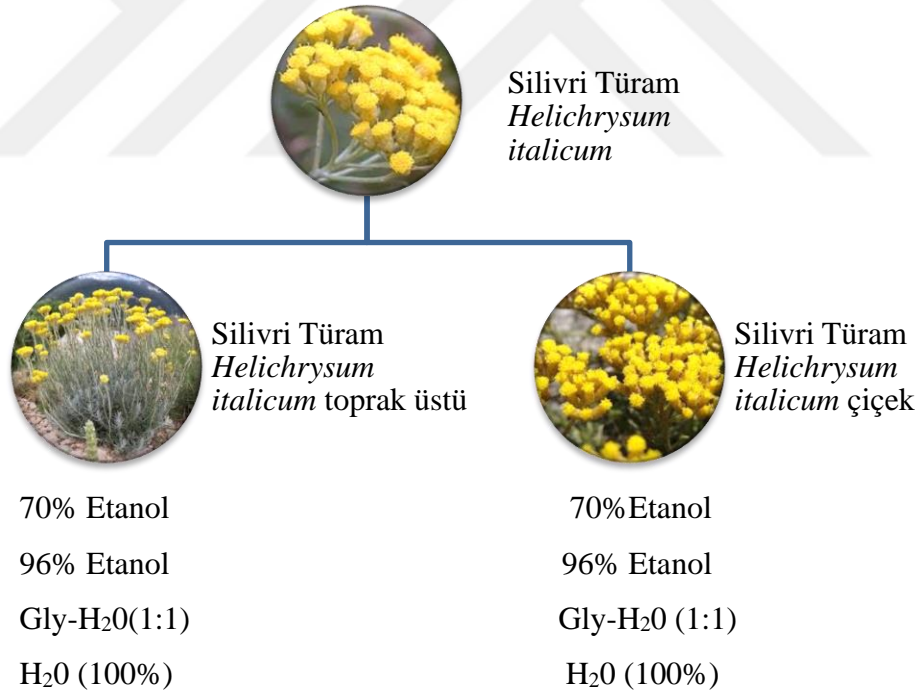 Silivri Türam
Helichrysum
italicum
Silivri Türam
Helichrysum
italicum toprak üstü
Silivri Türam
Helichrysum
italicum çiçek
70% Etanol
96% Etanol
Gly-H₂0(1:1)
H₂0 (100%)
70%Etanol
96% Etanol
Gly-H₂0 (1:1)
H₂0 (100%)